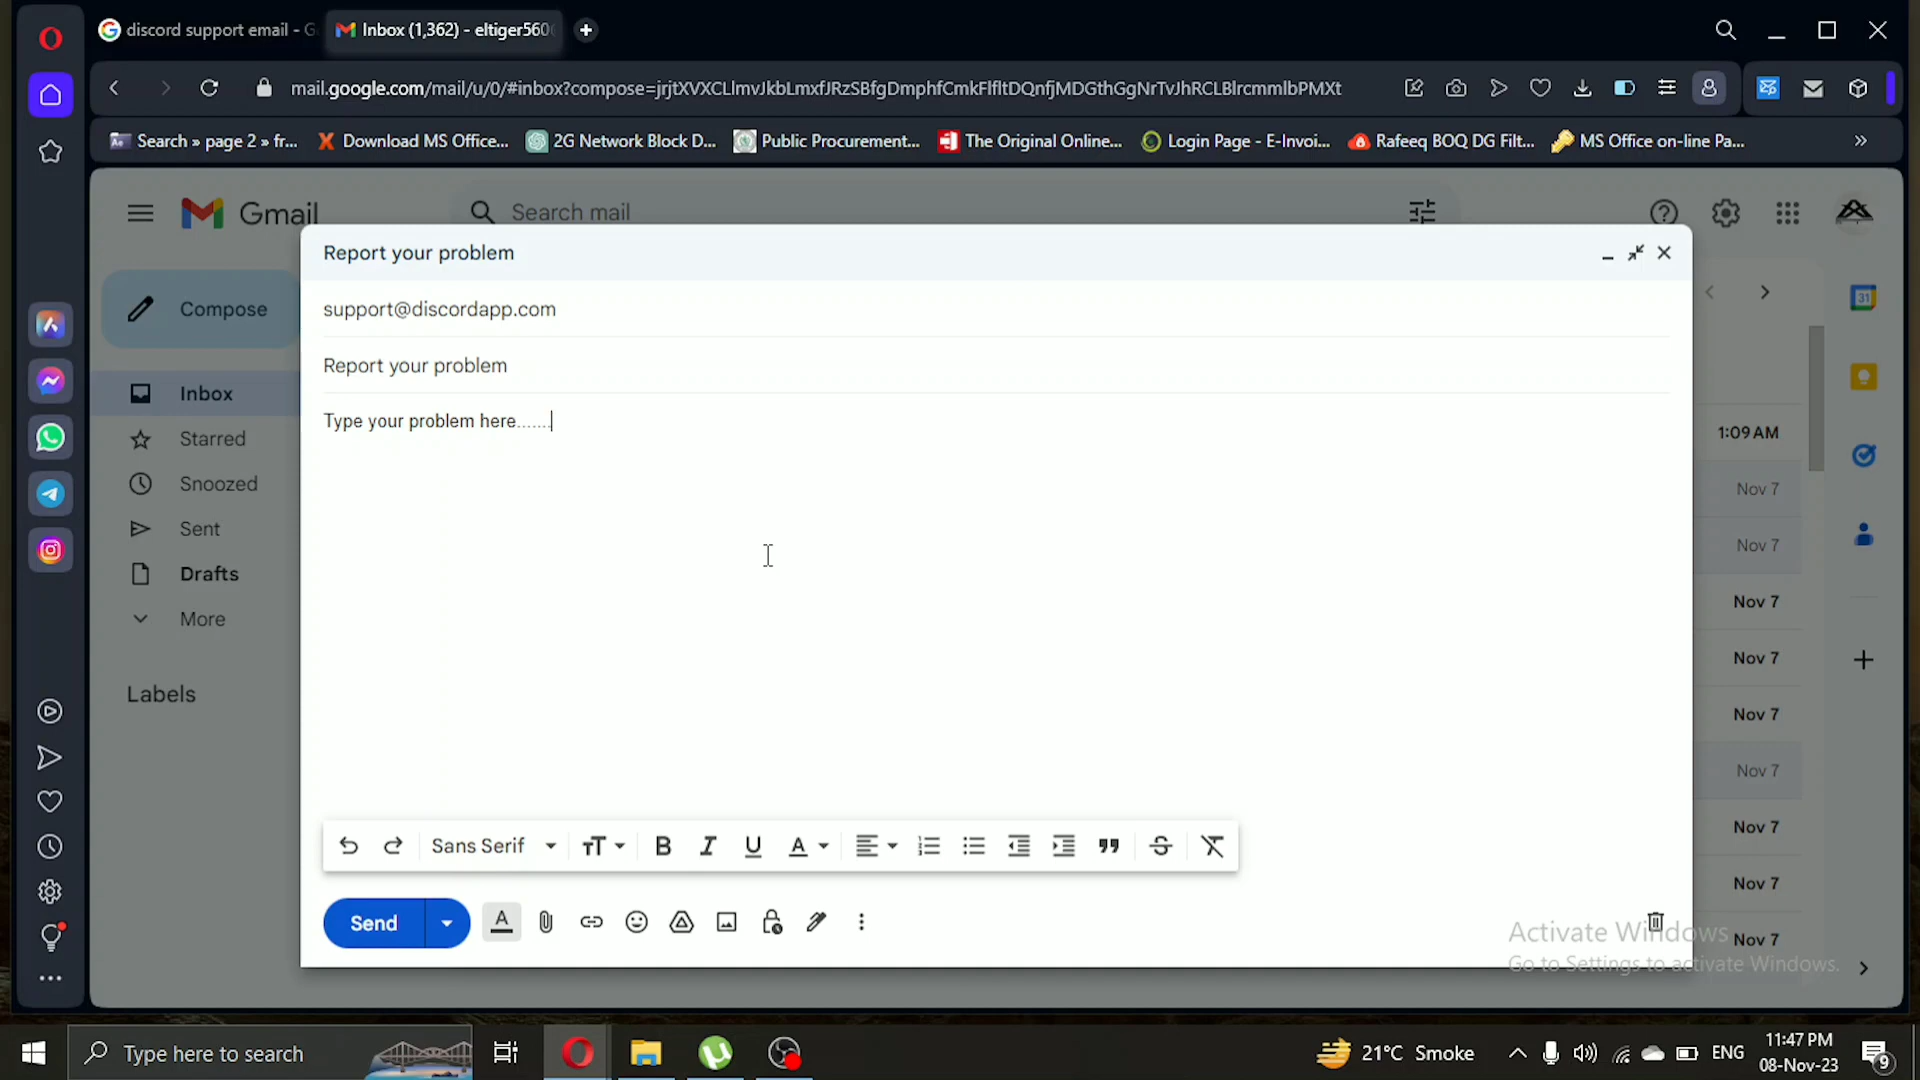 discord support email - G
Inbox (1,362) - eltiger560
mail.google.com/mail/u/0/#inbox?compose=jrjtXVXCLlmvJkbLmxfJRzSBfgDmphfCmkFlfltDQnfjMDGthGgNrTvJhRCLBlrcmmlbPMXt
Search » page 2 » fr...
Download MS Office...
2G Network Block D...
Public Procurement...
The Original Online...
Login Page - E-Invoi...
Rafeeq BOQ DG Filt...
MS Office on-line Pa...
Gmail
Search mail
Report your problem
Compose
support@discordapp.com
31
Report your problem
Inbox
Type your problem here.......
Starred
1:09 AM
Snoozed
Nov 7
Sent
Nov 7
Drafts
Nov 7
More
Nov 7
Labels
Nov 7
Nov 7
Nov 7
Sans Serif
Nov 7
Send
Nov 7
Activate Windows
Go to Settings to activate Windows.
Type here to search
21°C Smoke
ENG
11:47 PM
08-Nov-23
9